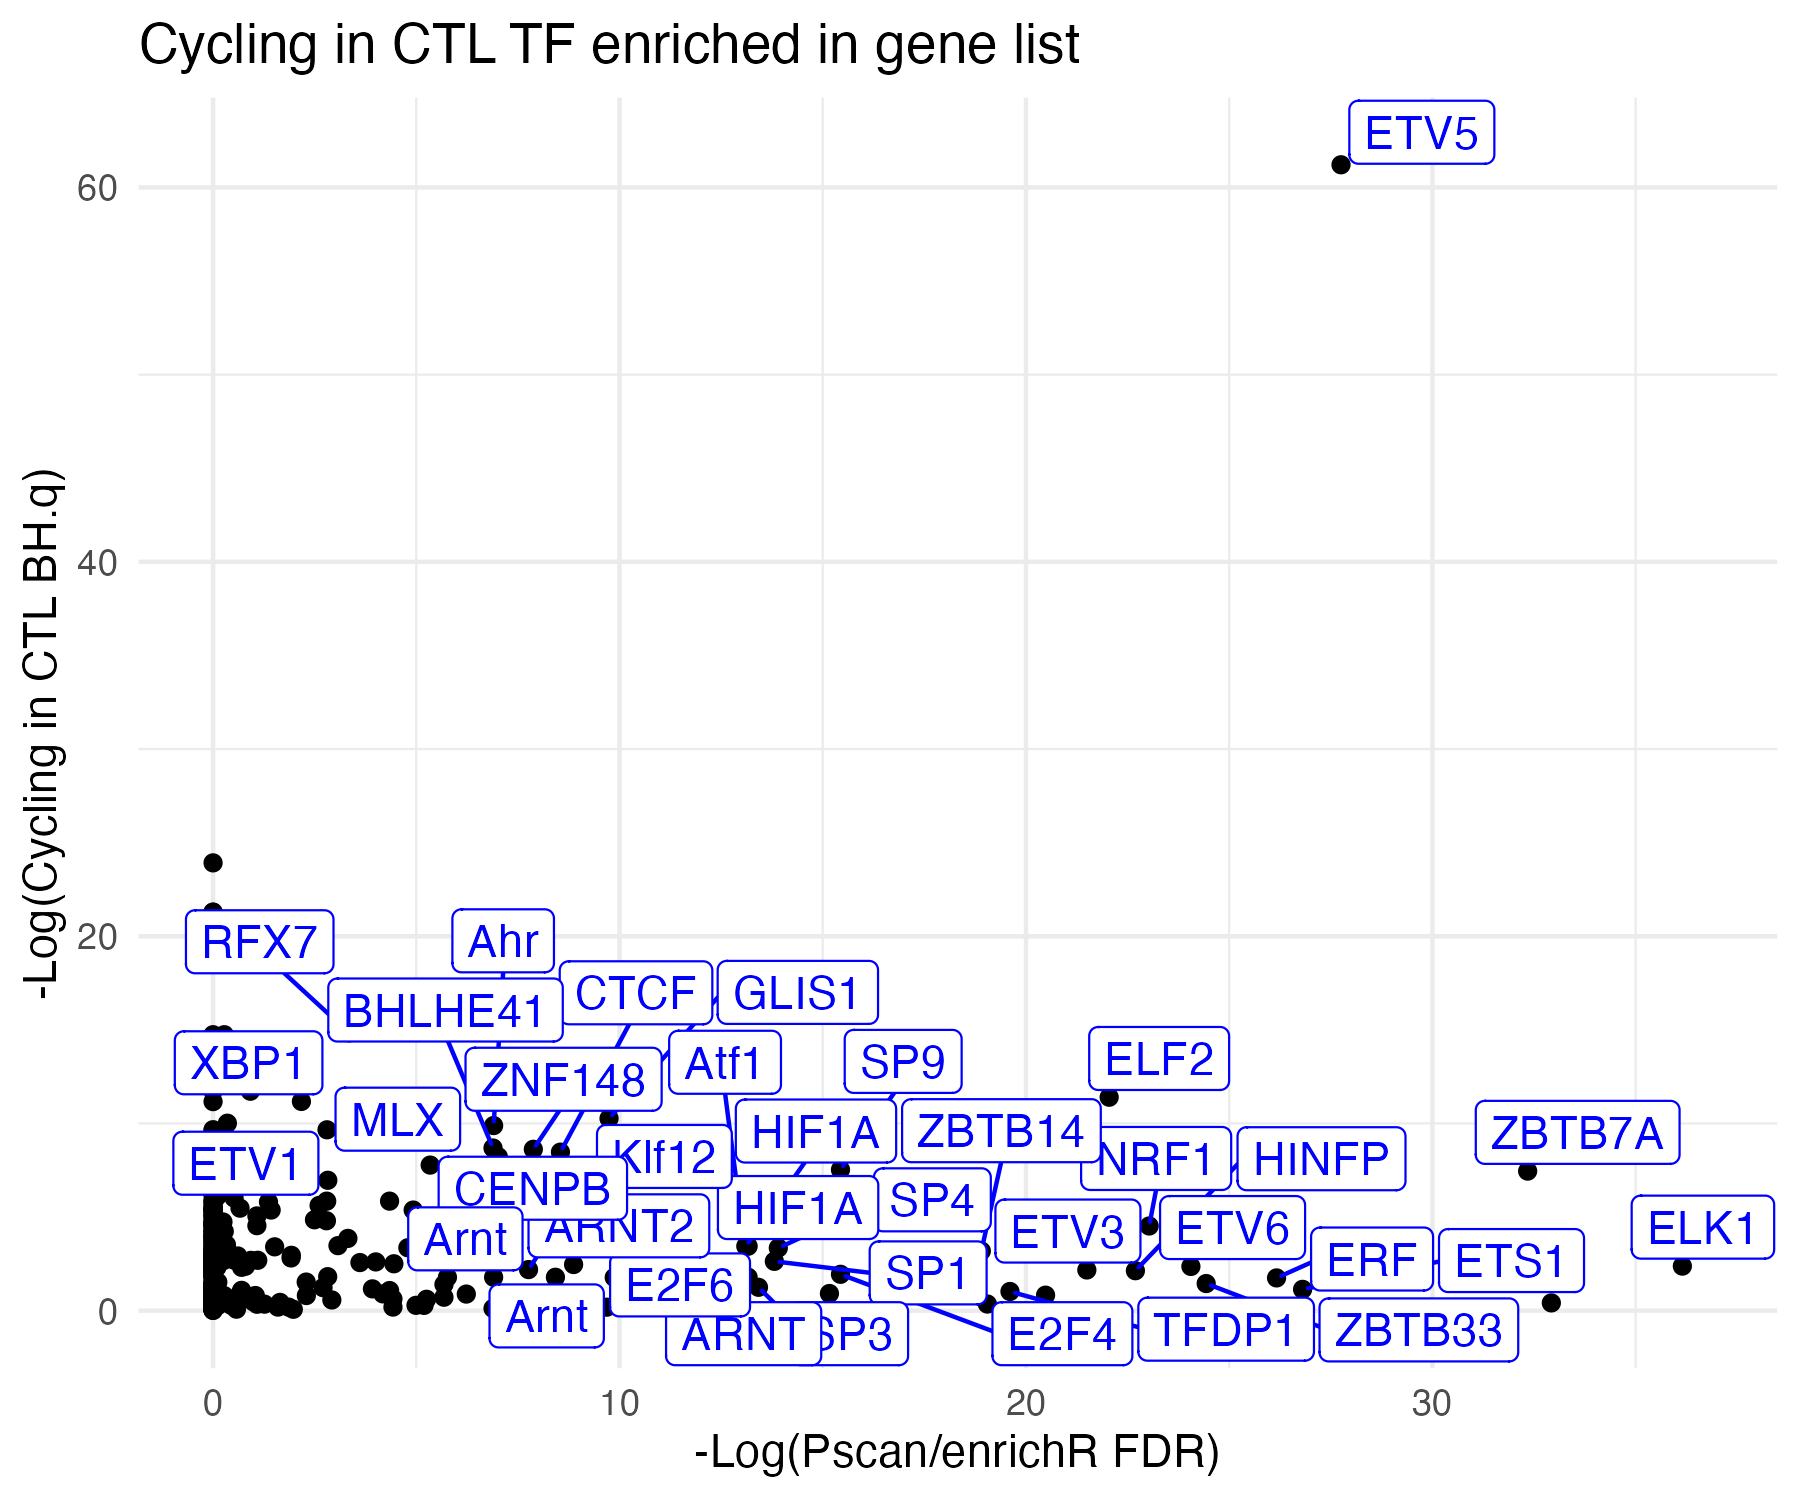 Cycling in CTL TF enriched in gene list
ETV5
60
40
20
0
-Log(Cycling in CTL BH.q)
RFX7
Ahr
BHLHE41
CTCF
GLIS1
XBP1
ZNF148
Atf1
SP9
ELF2
MLX
HIF1A
ZBTB14
ZBTB7A
ETV1
Klf12
NRF1
HINFP
CENPB
HIF1A
SP4
Arnt
ARNT2
ETV3
ETV6
ELK1
E2F6
SP1
ERF
ETS1
Arnt
ARNT
SP3
E2F4
TFDP1
ZBTB33
0
10
20
30
-Log(Pscan/enrichR FDR)